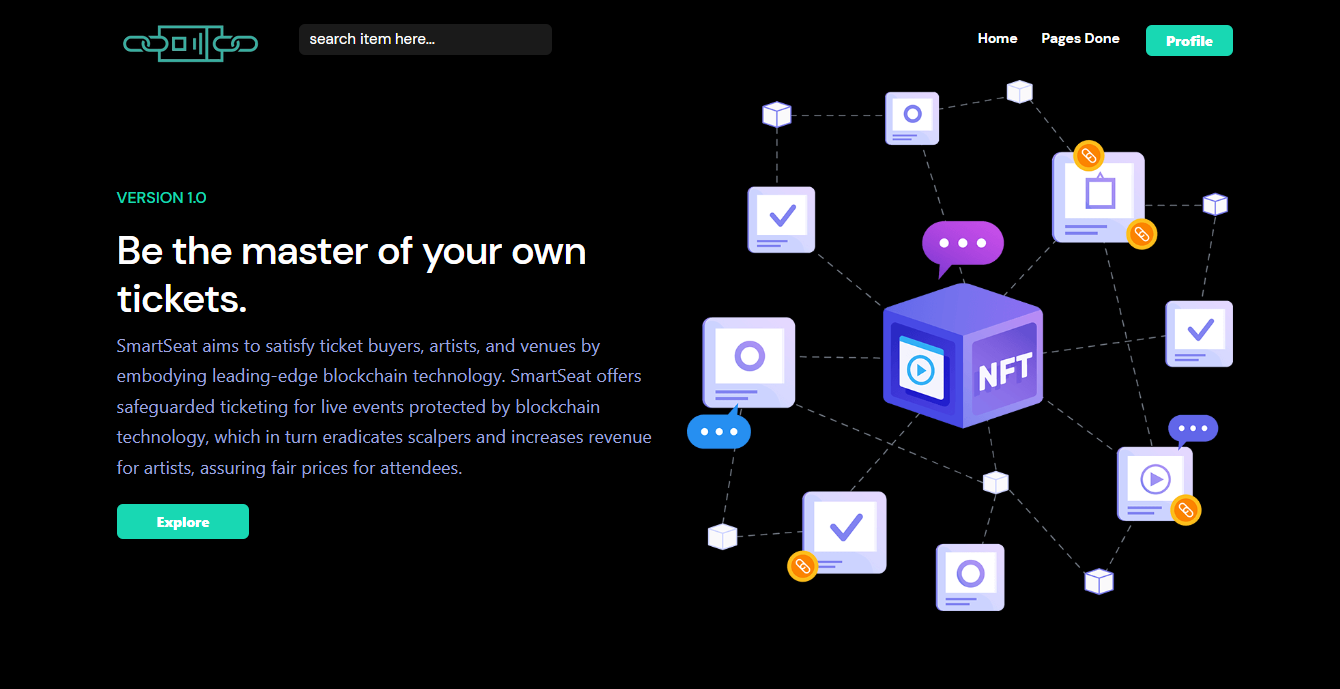 search item here...
Home
Pages Done
Profile
VERSION 1.0
Be the master of your own
tickets.
SmartSeat aims to satisfy ticket buyers, artists, and venues by
embodying leading-edge blockchain technology. SmartSeat offers
safeguarded ticketing for live events protected by blockchain
technology, which in turn eradicates scalpers and increases revenue
for artists, assuring fair prices for attendees.
Explore
NFT